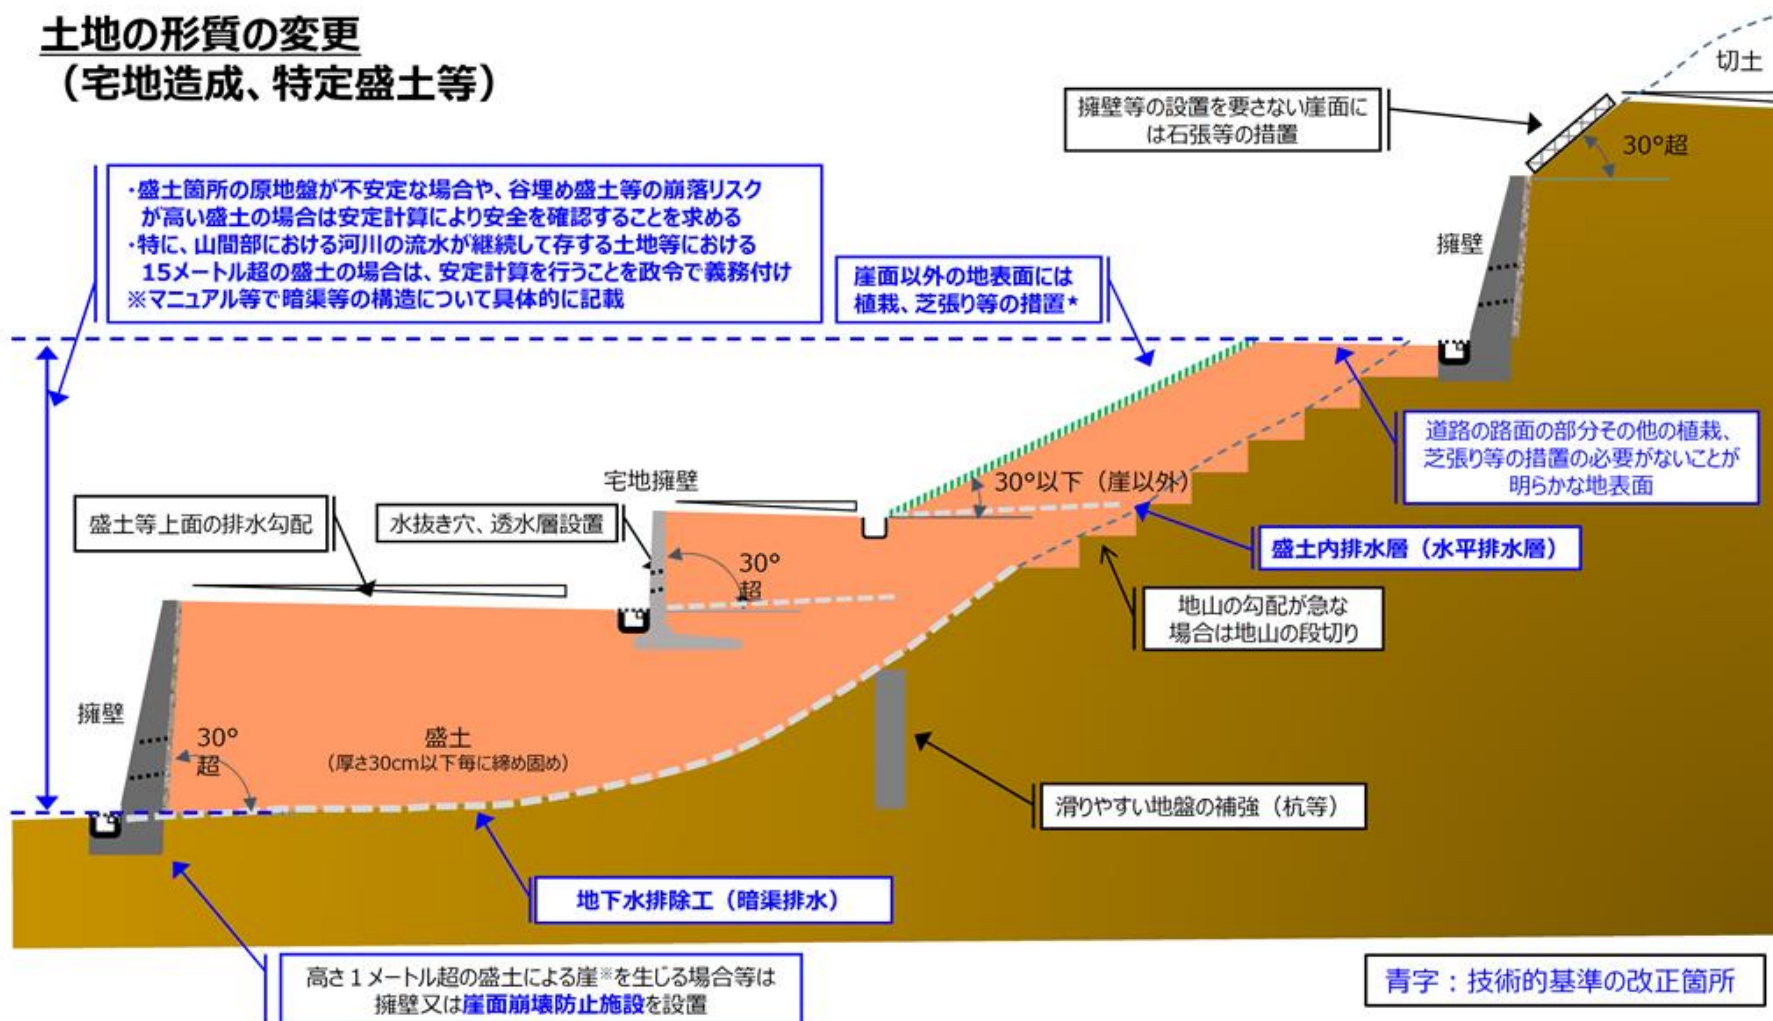 土地の形質の変更
（宅地造成、特定盛土等）
切土
擁壁等の設置を要さない崖面に
は石張等の措置
30°超
・盛土箇所の原地盤が不安定な場合や、谷埋め盛土等の崩落リスク
が高い盛土の場合は安定計算により安全を確認することを求める
・特に、山間部における河川の流水が継続して存する土地等における
15メートル超の盛土の場合は、安定計算を行うことを政令で義務付け
※マニュアル等で暗渠等の構造について具体的に記載
崖面以外の地表面には
植栽、芝張り等の措置*
擁壁
道路の路面の部分その他の植栽、
芝張り等の措置の必要がないことが
明らかな地表面
宅地擁壁
30°以下（崖以外）
盛土等上面の排水勾配
水抜き穴、透水層設置
30°
超
盛土内排水層（水平排水層）
地山の勾配が急な
場合は地山の段切り
擁壁
30°
超
盛土
（厚さ30cm以下毎に締め固め）
滑りやすい地盤の補強（杭等）
地下水排除工（暗渠排水）
高さ１メートル超の盛土による崖※を生じる場合等は
擁壁又は崖面崩壊防止施設を設置
青字：技術的基準の改正箇所